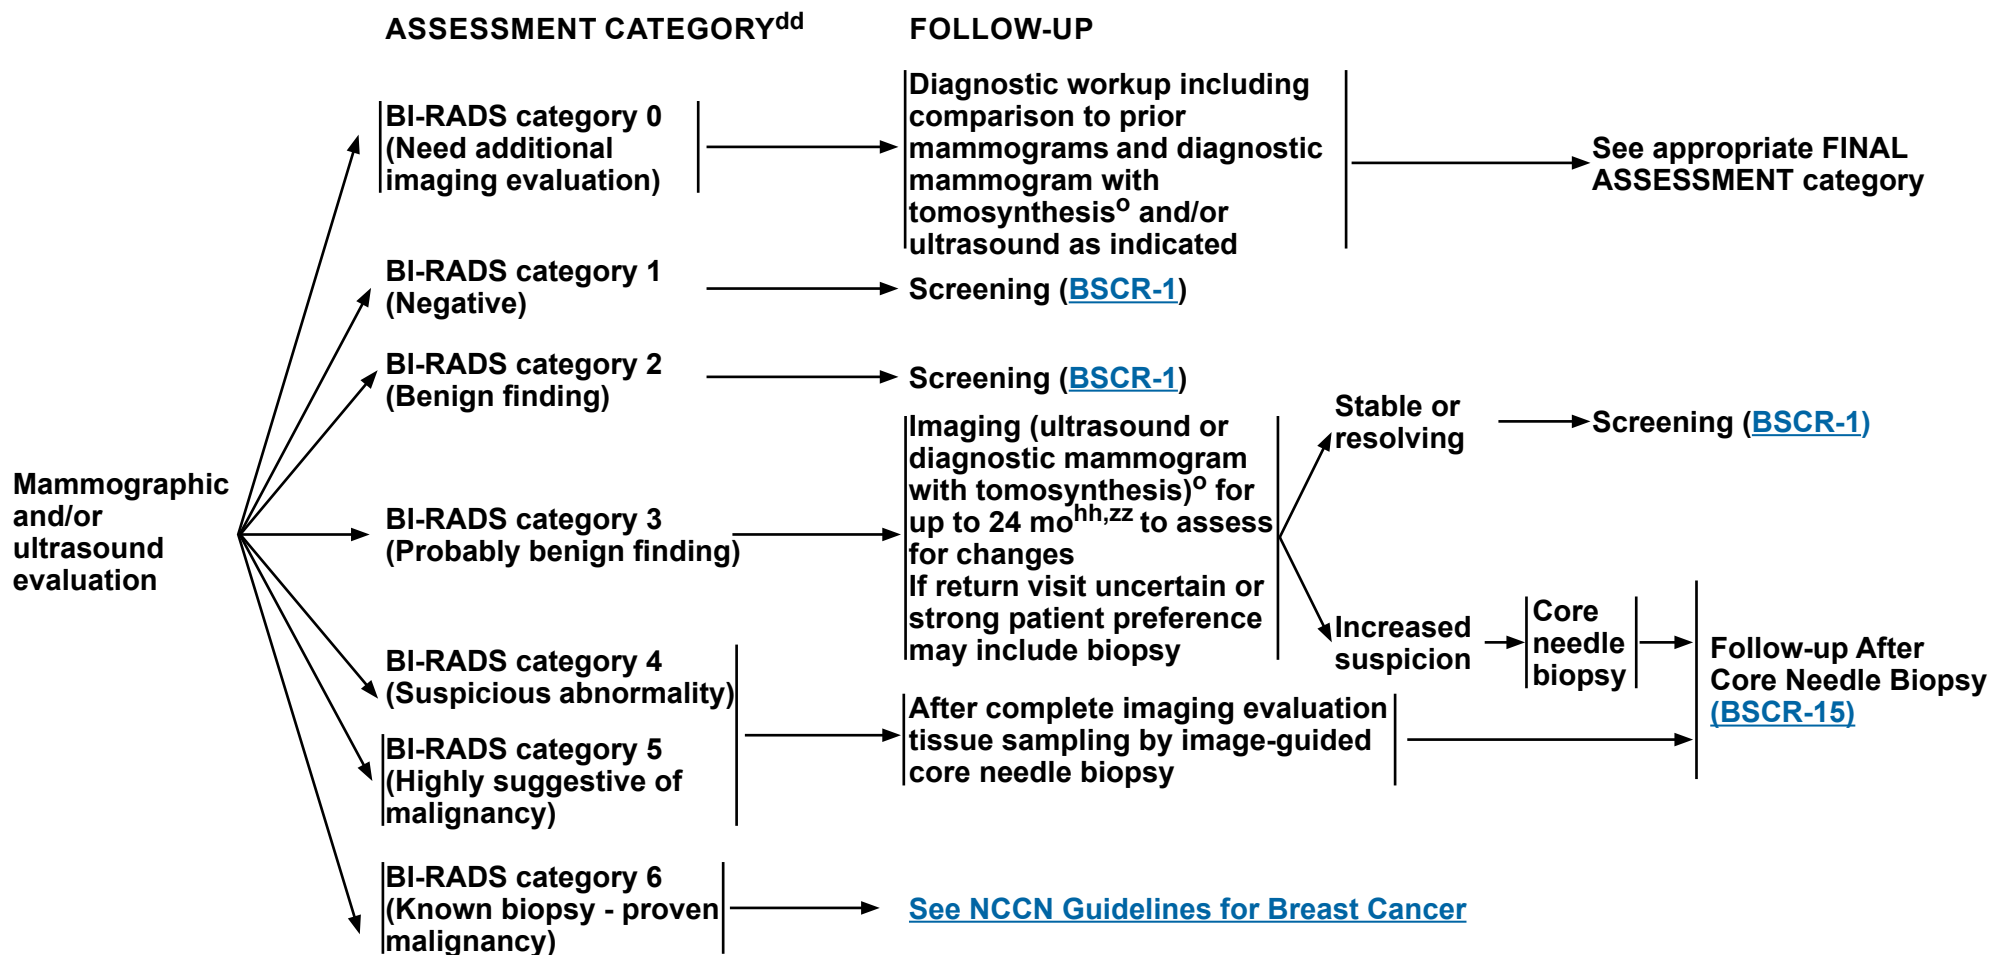 ASSESSMENT CATEGORYdd
FOLLOW-UP
Mammographic
and/or
ultrasound
evaluation
BI-RADS category 0
(Need additional
imaging evaluation)
Diagnostic workup including
comparison to prior
mammograms and diagnostic
mammogram with
tomosynthesiso and/or
ultrasound as indicated
See appropriate FINAL
ASSESSMENT category
BI-RADS category 1
(Negative)
Screening (BSCR-1)
BI-RADS category 2
(Benign finding)
Screening (BSCR-1)
BI-RADS category 3
(Probably benign finding)
Imaging (ultrasound or
diagnostic mammogram
with tomosynthesis)o for
up to 24 mohh,zz to assess
for changes
If return visit uncertain or
strong patient preference
may include biopsy
Stable or
resolving
Screening (BSCR-1)
Increased
suspicion
Core
needle
biopsy
Follow-up After
Core Needle Biopsy
(BSCR-15)
BI-RADS category 4
(Suspicious abnormality)
BI-RADS category 5
(Highly suggestive of
malignancy)
After complete imaging evaluation
tissue sampling by image-guided
core needle biopsy
BI-RADS category 6
(Known biopsy - proven
malignancy)
See NCCN Guidelines for Breast Cancer